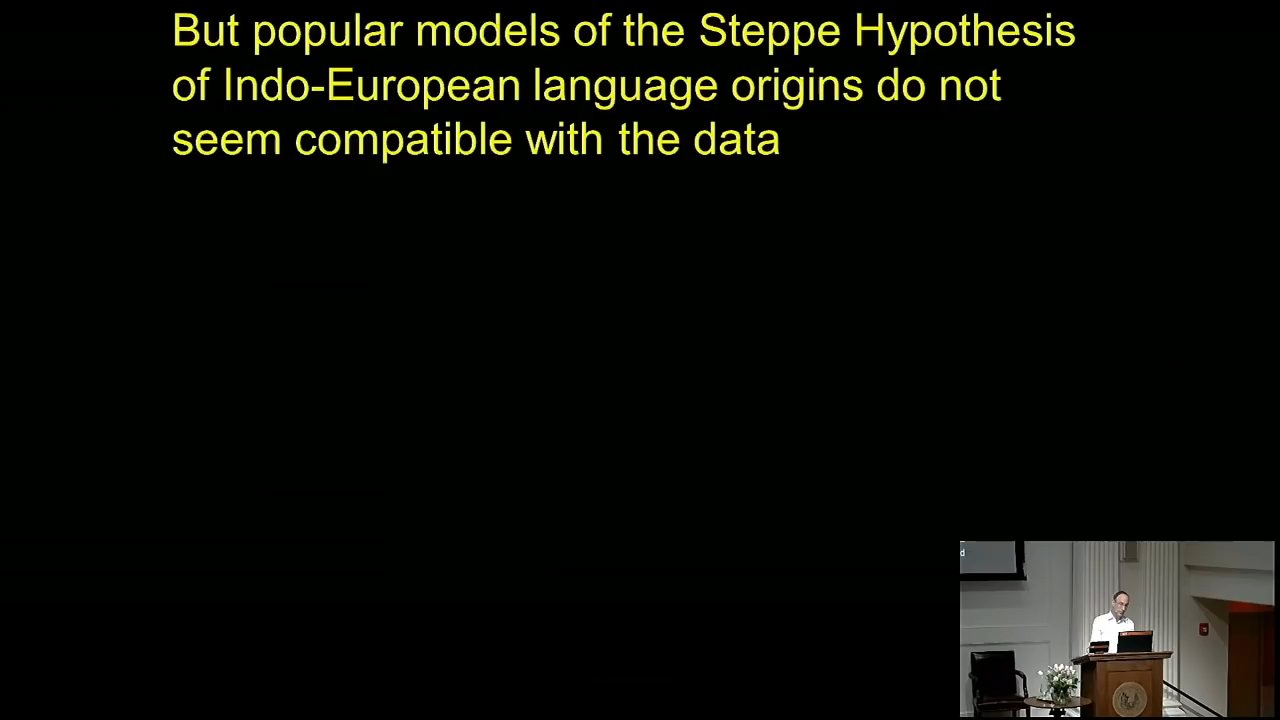 But popular models of the Steppe Hypothesis
of Indo-European language origins do not
seem compatible with the data
d